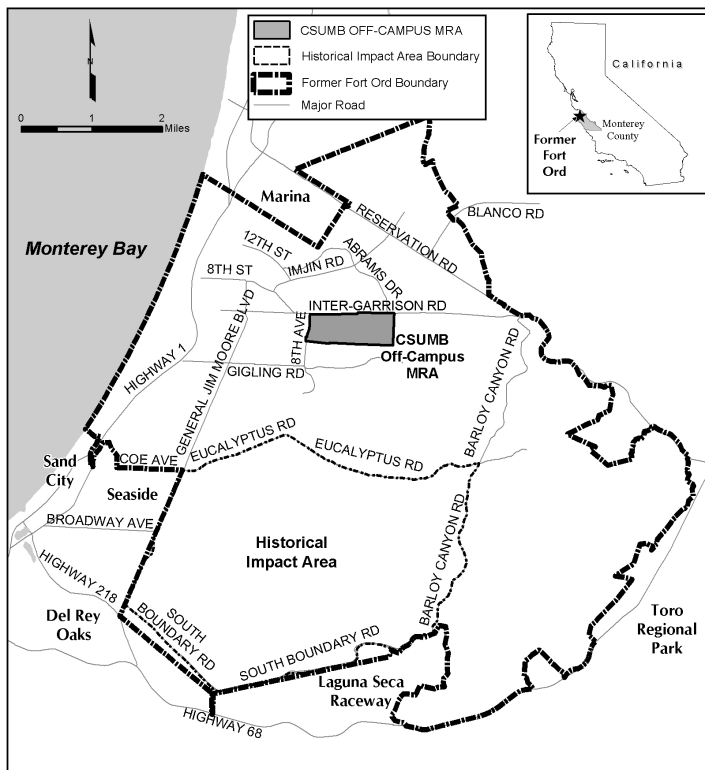 CSUMB OFF-CAMPUS MRA
Historical Impact Area Boundary
Former Fort Ord Boundary
Major Road
N
0 1 2
Miles
California
Monterey
County
Former
Fort
Ord
Marina
Monterey Bay
RESERVATION RD
BLANCO RD
12TH ST
IMJIN RD
ABRAMS DR
8TH ST
INTER-GARRISON RD
8TH AVE
CSUMB
Off-Campus
MRA
HIGHWAY 1
GENERAL JIM MOORE BLVD
GIGLING RD
BARLOY CANYON RD
EUCALYPTUS RD
EUCALYPTUS RD
COE AVE
Sand
City
Seaside
BROADWAY AVE
Historical
Impact Area
BARLOY CANYON RD
HIGHWAY 218
Del Rey
Oaks
SOUTH
BOUNDARY RD
SOUTH BOUNDARY RD
Toro
Regional
Park
Laguna Seca
Raceway
HIGHWAY 68